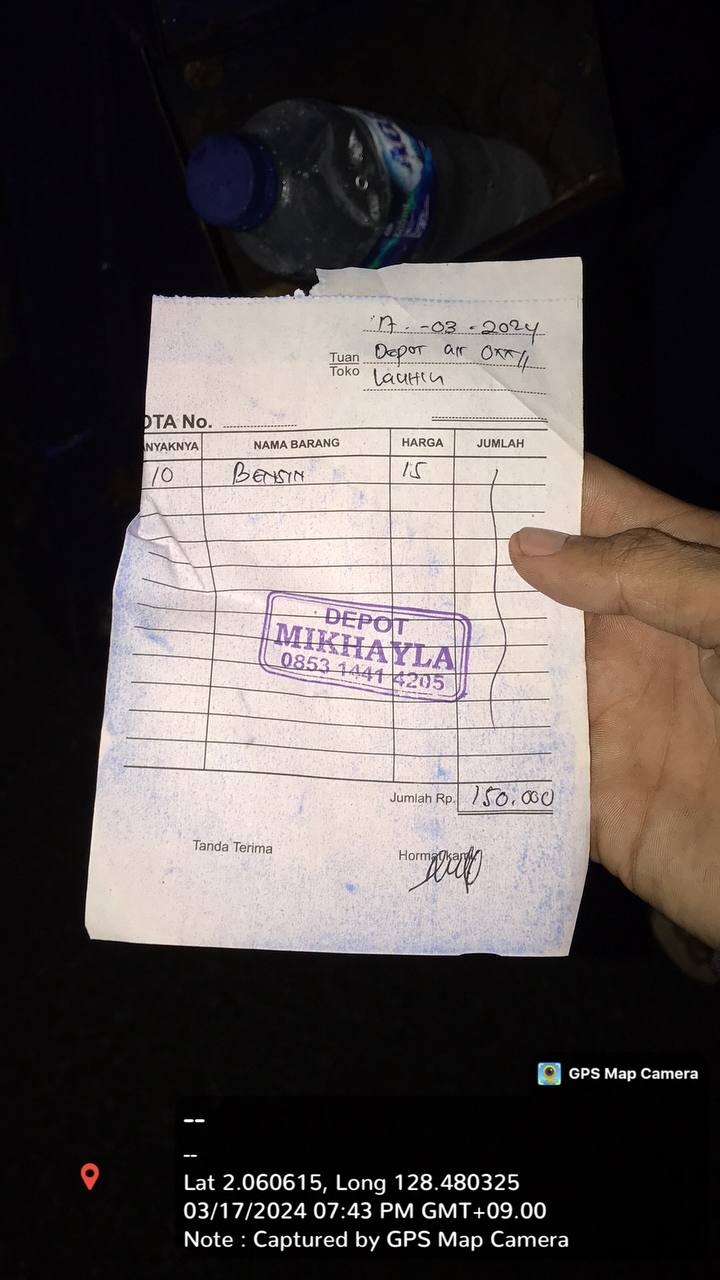 17. -03 - 2024
Tuan Depot air Oxxy
Toko
OTA No.
NYAKNYA NAMA BARANG HARGA JUMLAH
10 BENSIN 15
DEPOT
MIKHAYLA
0853 1441 4205
Jumlah Rp. 150.000
Tanda Terima Hormat kami
GPS Map Camera
--
--
Lat 2.060615, Long 128.480325
03/17/2024 07:43 PM GMT+09.00
Note : Captured by GPS Map Camera